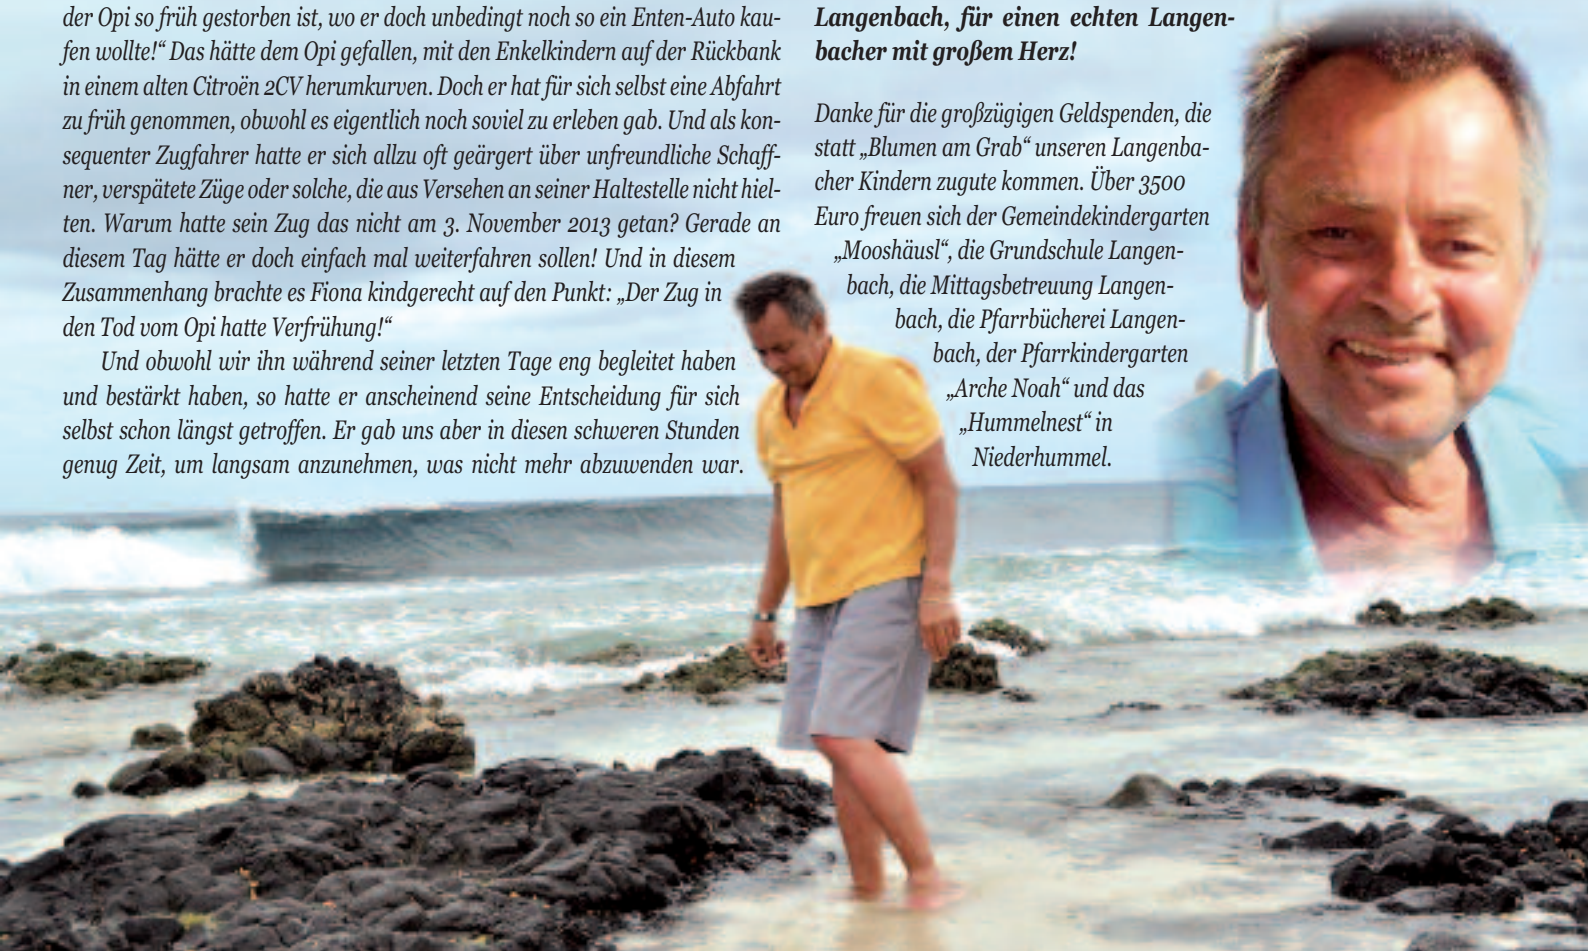 der Opi so früh gestorben ist, wo er doch unbedingt noch so ein Enten-Auto kau-
fen wollte!“ Das hätte dem Opi gefallen, mit den Enkelkindern auf der Rückbank
in einem alten Citroën 2CV herumkurven. Doch er hat für sich selbst eine Abfahrt
zu früh genommen, obwohl es eigentlich noch soviel zu erleben gab. Und als kon-
sequenter Zugfahrer hatte er sich allzu oft geärgert über unfreundliche Schaff-
ner, verspätete Züge oder solche, die aus Versehen an seiner Haltestelle nicht hiel-
ten. Warum hatte sein Zug das nicht am 3. November 2013 getan? Gerade an
diesem Tag hätte er doch einfach mal weiterfahren sollen! Und in diesem
Zusammenhang brachte es Fiona kindgerecht auf den Punkt: „Der Zug in
den Tod vom Opi hatte Verfrühung!“
Und obwohl wir ihn während seiner letzten Tage eng begleitet haben
und bestärkt haben, so hatte er anscheinend seine Entscheidung für sich
selbst schon längst getroffen. Er gab uns aber in diesen schweren Stunden
genug Zeit, um langsam anzunehmen, was nicht mehr abzuwenden war.
Langenbach, für einen echten Langen-
bacher mit großem Herz!
Danke für die großzügigen Geldspenden, die
statt „Blumen am Grab“ unseren Langenba-
cher Kindern zugute kommen. Über 3500
Euro freuen sich der Gemeindekindergarten
„Mooshäusl“, die Grundschule Langen-
bach, die Mittagsbetreuung Langen-
bach, die Pfarrbücherei Langen-
bach, der Pfarrkindergarten
„Arche Noah“ und das
„Hummelnest“ in
Niederhummel.